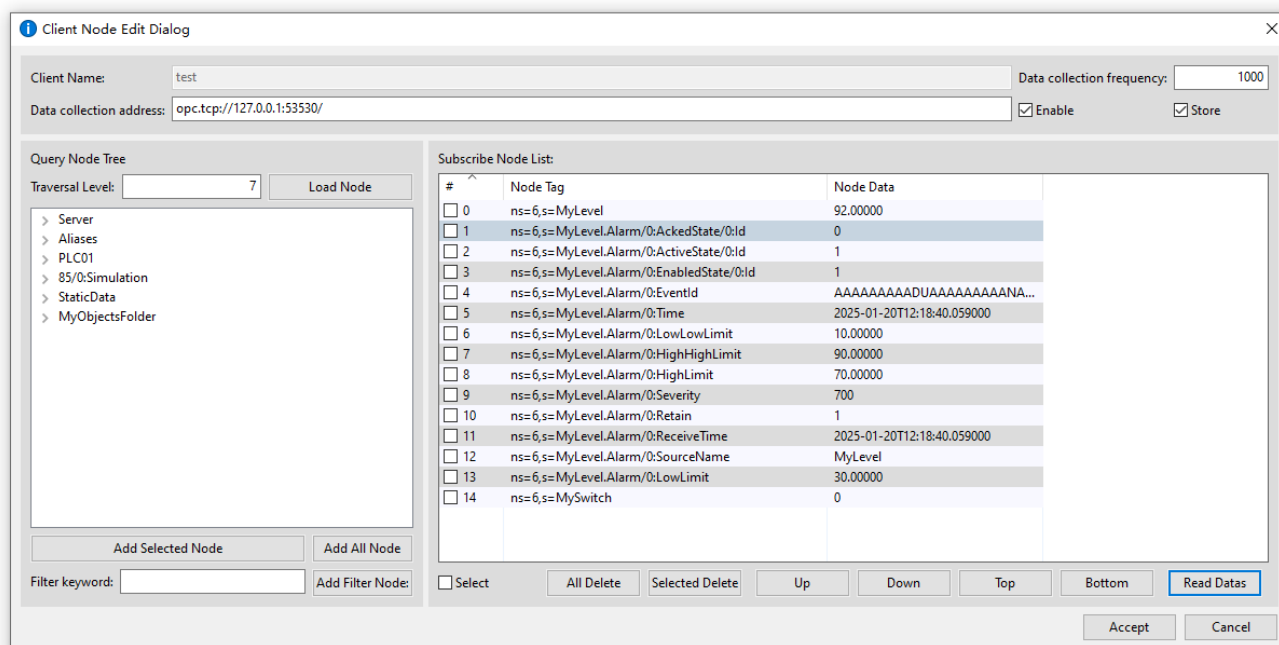 Client Node Edit Dialog
Client Name: test Data collection frequency: 1000
Data collection address: opc.tcp://127.0.0.1:53530/ Enable Store
Query Node Tree
Traversal Level: 7 Load Node
Server
Aliases
PLC01
85/0:Simulation
StaticData
MyObjectsFolder
Add Selected Node Add All Node
Filter keyword: Add Filter Node:
Subscribe Node List:
# Node Tag Node Data
0 ns=6,s=MyLevel 92.00000
1 ns=6,s=MyLevel.Alarm/0:AckedState/0:Id 0
2 ns=6,s=MyLevel.Alarm/0:ActiveState/0:Id 1
3 ns=6,s=MyLevel.Alarm/0:EnabledState/0:Id 1
4 ns=6,s=MyLevel.Alarm/0:EventId AAAAAAAAADUAAAAAAAAANA...
5 ns=6,s=MyLevel.Alarm/0:Time 2025-01-20T12:18:40.059000
6 ns=6,s=MyLevel.Alarm/0:LowLowLimit 10.00000
7 ns=6,s=MyLevel.Alarm/0:HighHighLimit 90.00000
8 ns=6,s=MyLevel.Alarm/0:HighLimit 70.00000
9 ns=6,s=MyLevel.Alarm/0:Severity 700
10 ns=6,s=MyLevel.Alarm/0:Retain 1
11 ns=6,s=MyLevel.Alarm/0:ReceiveTime 2025-01-20T12:18:40.059000
12 ns=6,s=MyLevel.Alarm/0:SourceName MyLevel
13 ns=6,s=MyLevel.Alarm/0:LowLimit 30.00000
14 ns=6,s=MySwitch 0
Select All Delete Selected Delete Up Down Top Bottom Read Datas
Accept Cancel